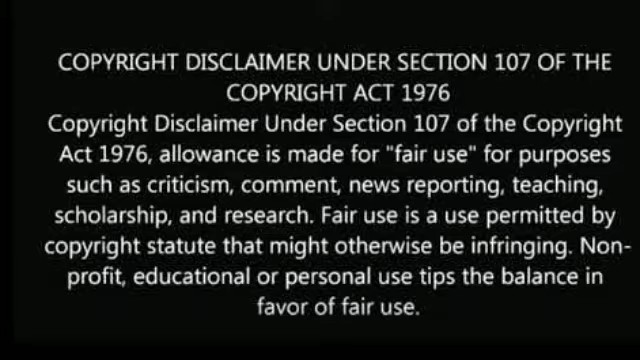 COPYRIGHT DISCLAIMER UNDER SECTION 107 OF THE
COPYRIGHT ACT 1976
Copyright Disclaimer Under Section 107 of the Copyright
Act 1976, allowance is made for "fair use" for purposes
such as criticism, comment, news reporting, teaching,
scholarship, and research. Fair use is a use permitted by
copyright statute that might otherwise be infringing. Non-
profit, educational or personal use tips the balance in
favor of fair use.